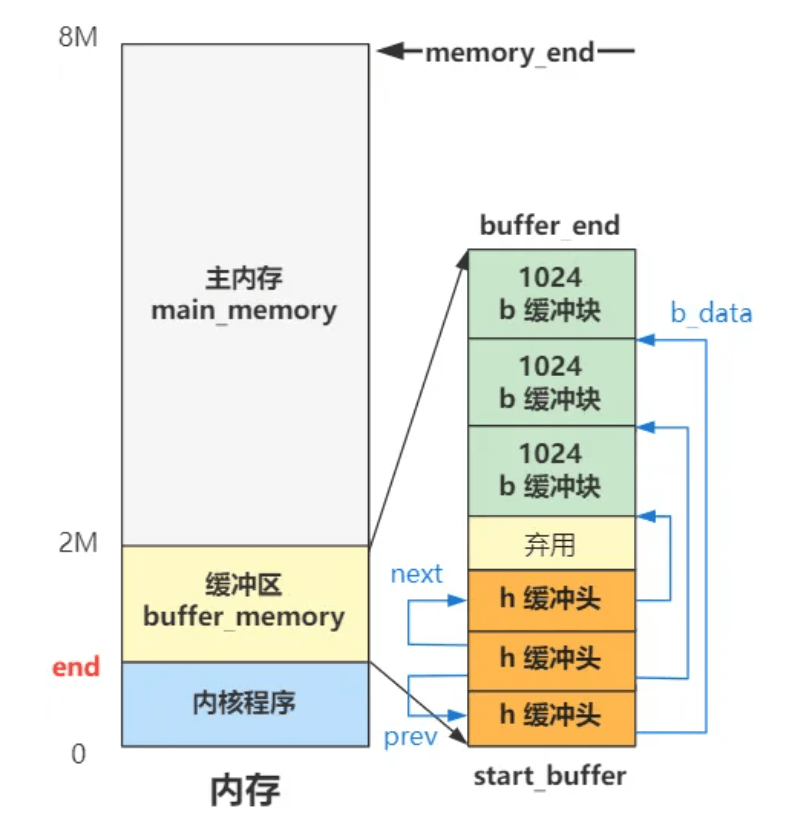 8M
memory_end
主内存
main_memory
2M
缓冲区
buffer_memory
end
内核程序
0
内存
buffer_end
1024
b 缓冲块
1024
b 缓冲块
1024
b 缓冲块
弃用
h 缓冲头
h 缓冲头
h 缓冲头
start_buffer
b_data
next
prev